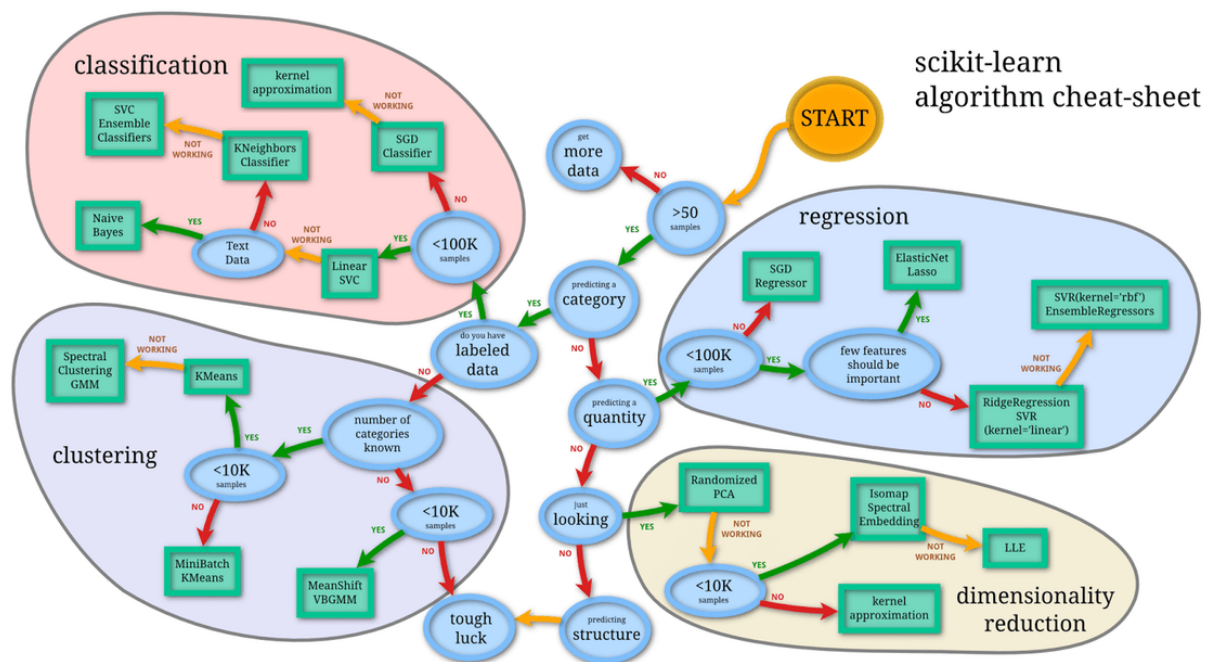 scikit-learn
algorithm cheat-sheet
START
>50
samples
NO
get
more
data
YES
predicting a
category
YES
do you have
labeled
data
YES
classification
<100K
samples
NO
SGD
Classifier
NOT
WORKING
kernel
approximation
YES
Linear
SVC
NOT
WORKING
Text
Data
YES
Naive
Bayes
NO
KNeighbors
Classifier
NOT
WORKING
SVC
Ensemble
Classifiers
NO
clustering
number of
categories
known
YES
<10K
samples
YES
KMeans
NOT
WORKING
Spectral
Clustering
GMM
NO
MiniBatch
KMeans
NO
<10K
samples
YES
MeanShift
VBGMM
NO
tough
luck
NO
predicting a
quantity
YES
regression
<100K
samples
NO
SGD
Regressor
YES
few features
should be
important
YES
ElasticNet
Lasso
NO
RidgeRegression
SVR
(kernel='linear')
NOT
WORKING
SVR(kernel='rbf')
EnsembleRegressors
NO
just
looking
YES
Randomized
PCA
NOT
WORKING
<10K
samples
YES
Isomap
Spectral
Embedding
NOT
WORKING
LLE
NO
kernel
approximation
dimensionality
reduction
NO
predicting
structure